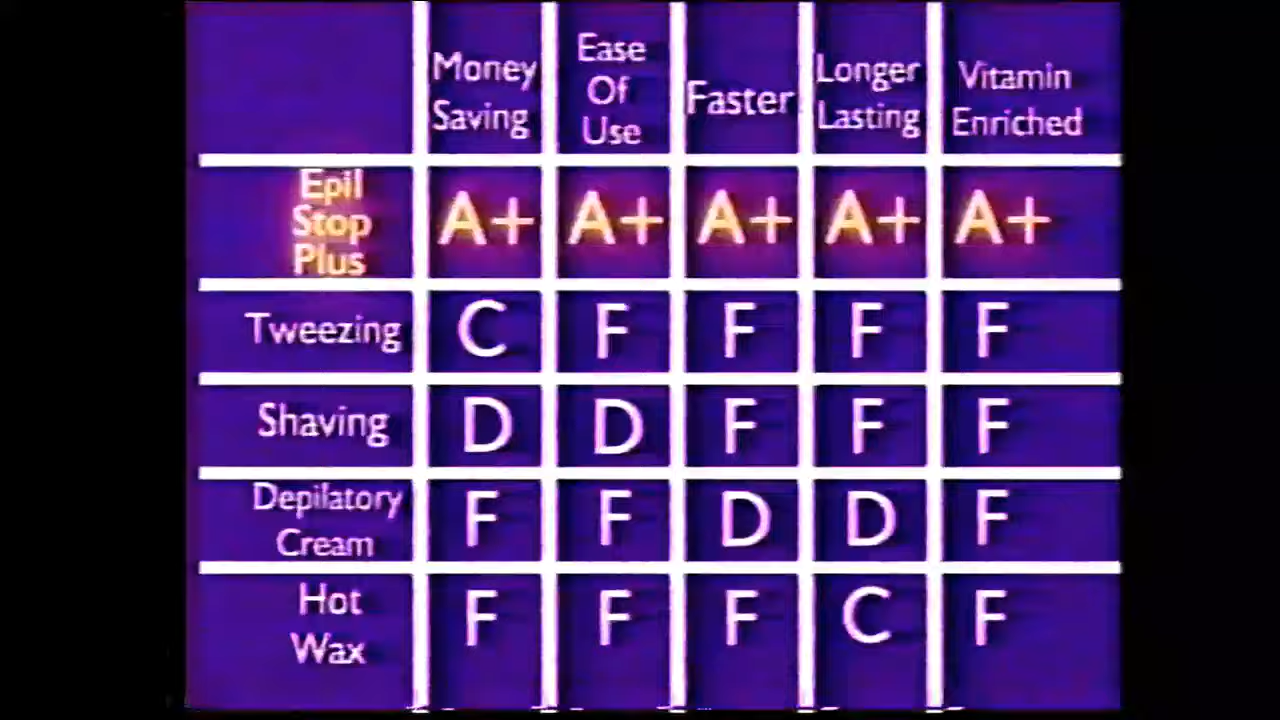 Money Saving
Ease Of Use
Faster
Longer Lasting
Vitamin Enriched
Epil Stop Plus A+ A+ A+ A+ A+
Tweezing C F F F F
Shaving D D F F F
Depilatory Cream F F D D F
Hot Wax F F F C F